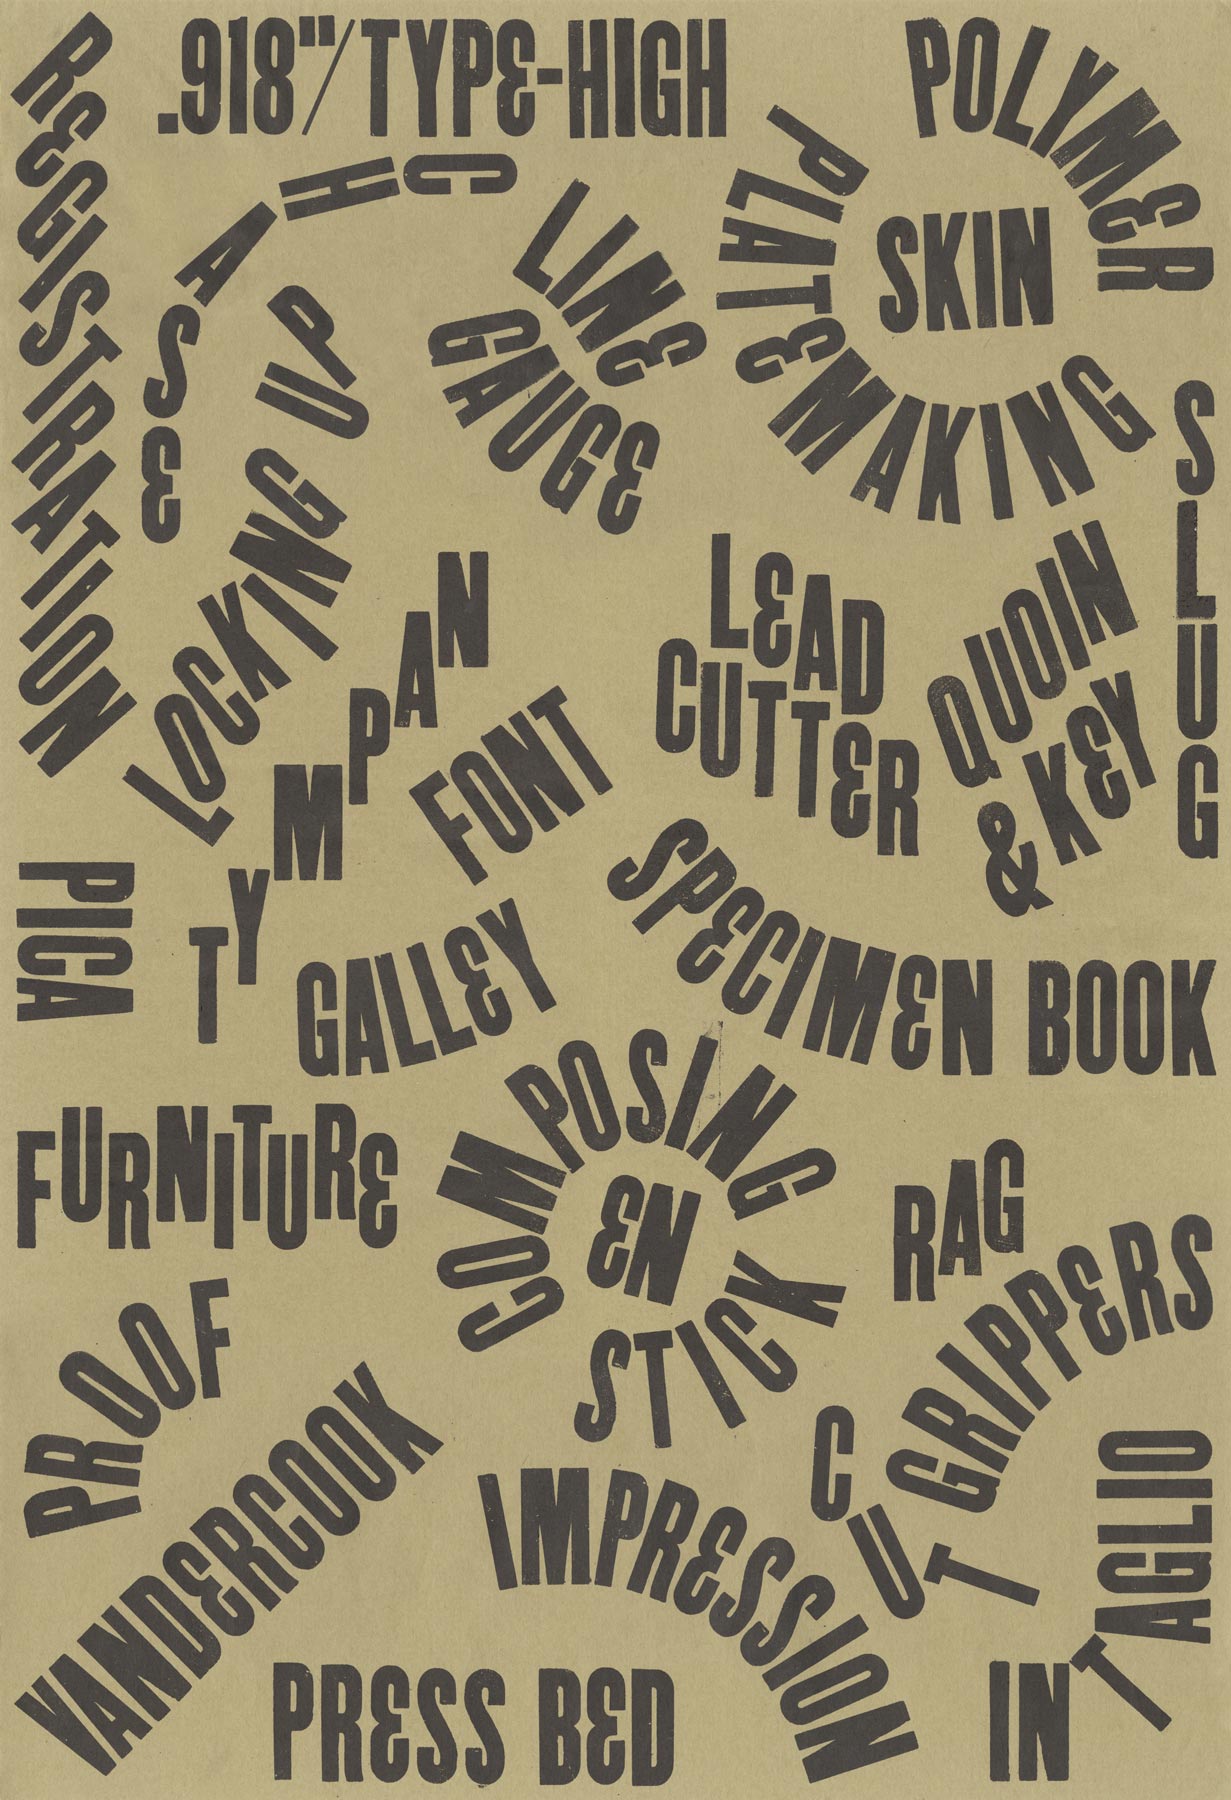 REGISTRATION
.918"/TYPE-HIGH
CHASE
LINE
GAUGE
POLYMER
PLATEMAKING
SKIN
SLUG
LOCKING UP
TYMPAN
FONT
LEAD
CUTTER
QUOIN
& KEY
PICA
GALLEY
SPECIMEN BOOK
FURNITURE
COMPOSING
EN
STICK
RAG
PROOF
GRIPPERS
CUT
VANDERCOOK
IMPRESSION
INTAGLIO
PRESS BED